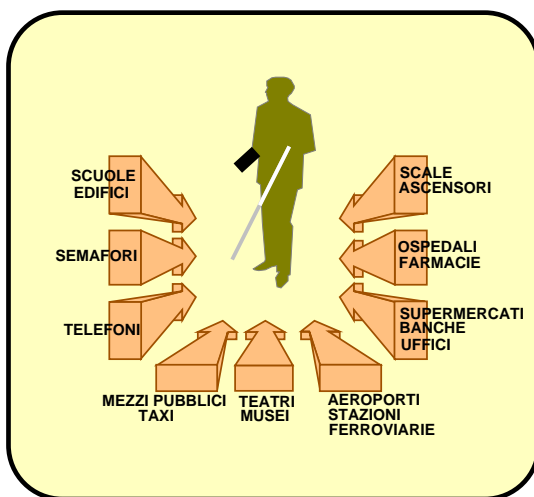 SCUOLE
EDIFICI
SEMAFORI
TELEFONI
MEZZI PUBBLICI
TAXI
TEATRI
MUSEI
AEROPORTI
STAZIONI
FERROVIARIE
SCALE
ASCENSORI
OSPEDALI
FARMACIE
SUPERMERCATI
BANCHE
UFFICI